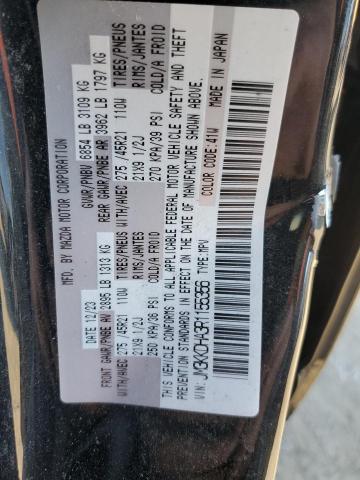 MFD. BY MAZDA MOTOR CORPORATION
DATE 12/23 GVWR/PNBV 6854 LB 3109 KG
FRONT GAWR/PNBE AV 2895 LB 1313 KG REAR GAWR/PNBE AR 3962 LB 1797 KG
TIRES/PNEUS RIMS/JANTES TIRES/PNEUS RIMS/JANTES
WITH/AVEC 275 /45R21 110W 21X9 1/2J WITH/AVEC 275 /45R21 110W 21X9 1/2J
250 KPA/36 PSI COLD/A FROID 270 KPA/39 PSI COLD/A FROID
THIS VEHICLE CONFORMS TO ALL APPLICABLE FEDERAL MOTOR VEHICLE SAFETY AND THEFT
PREVENTION STANDARDS IN EFFECT ON THE DATE OF MANUFACTURE SHOWN ABOVE.
VIN: TYPE: MPV COLOR CODE: 41W MADE IN JAPAN